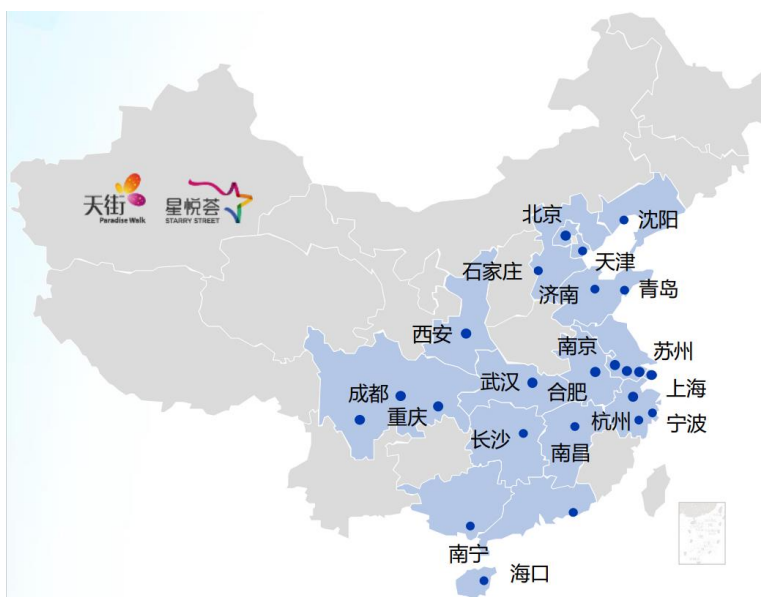 天街
Paradise Walk
星悦荟
STARRY STREET
北京
沈阳
天津
石家庄
济南
青岛
西安
南京
苏州
成都
武汉
合肥
上海
重庆
杭州
宁波
长沙
南昌
南宁
海口